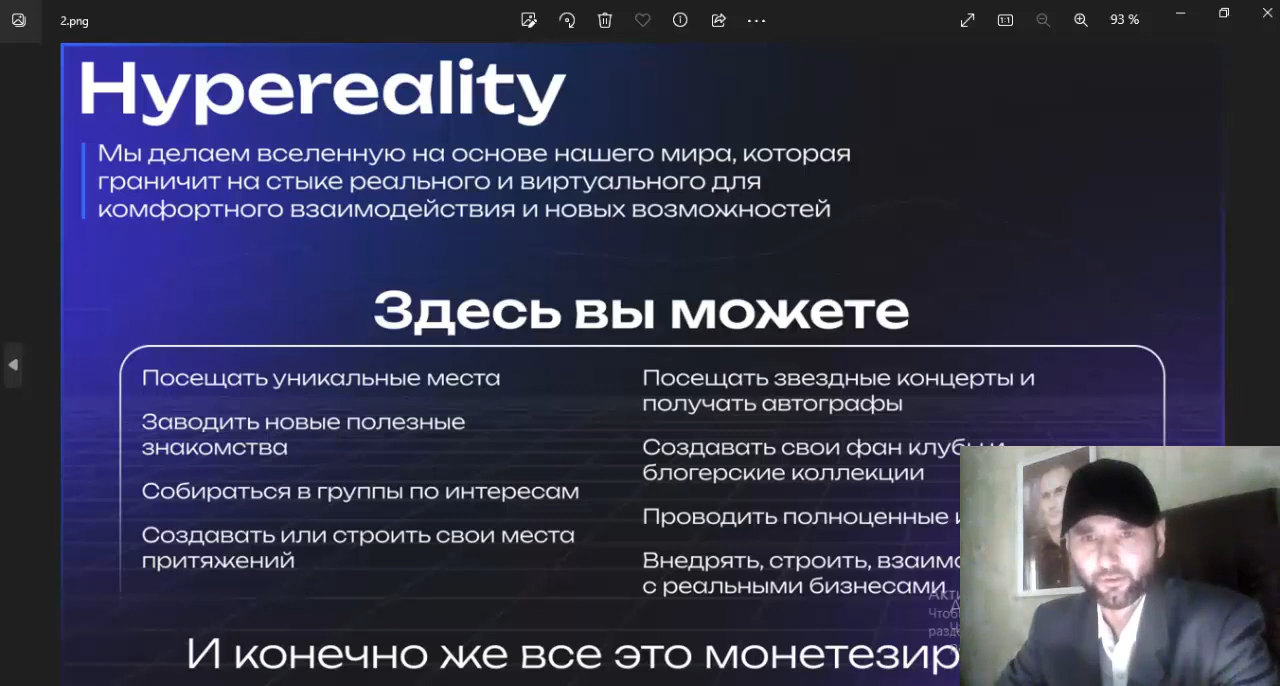 2.png
93 %
Hypereality
Мы делаем вселенную на основе нашего мира, которая
граничит на стыке реального и виртуального для
комфортного взаимодействия и новых возможностей
Здесь вы можете
Посещать уникальные места
Заводить новые полезные
знакомства
Собираться в группы по интересам
Создавать или строить свои места
притяжений
Посещать звездные концерты и
получать автографы
Создавать свои фан клубы и
блогерские коллекции
Проводить полноценные
Внедрять, строить,
с реальными бизнесами
И конечно же все это